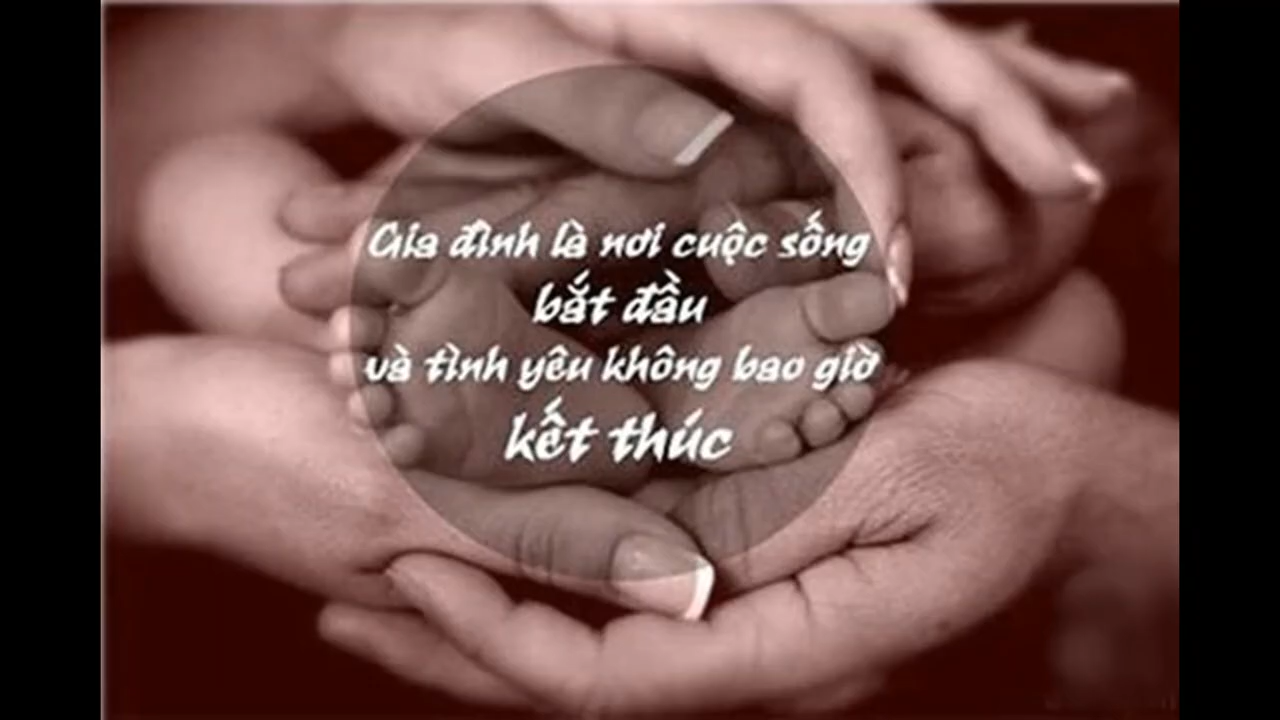 Gia đình là nơi cuộc sống
bắt đầu
và tình yêu không bao giờ
kết thúc